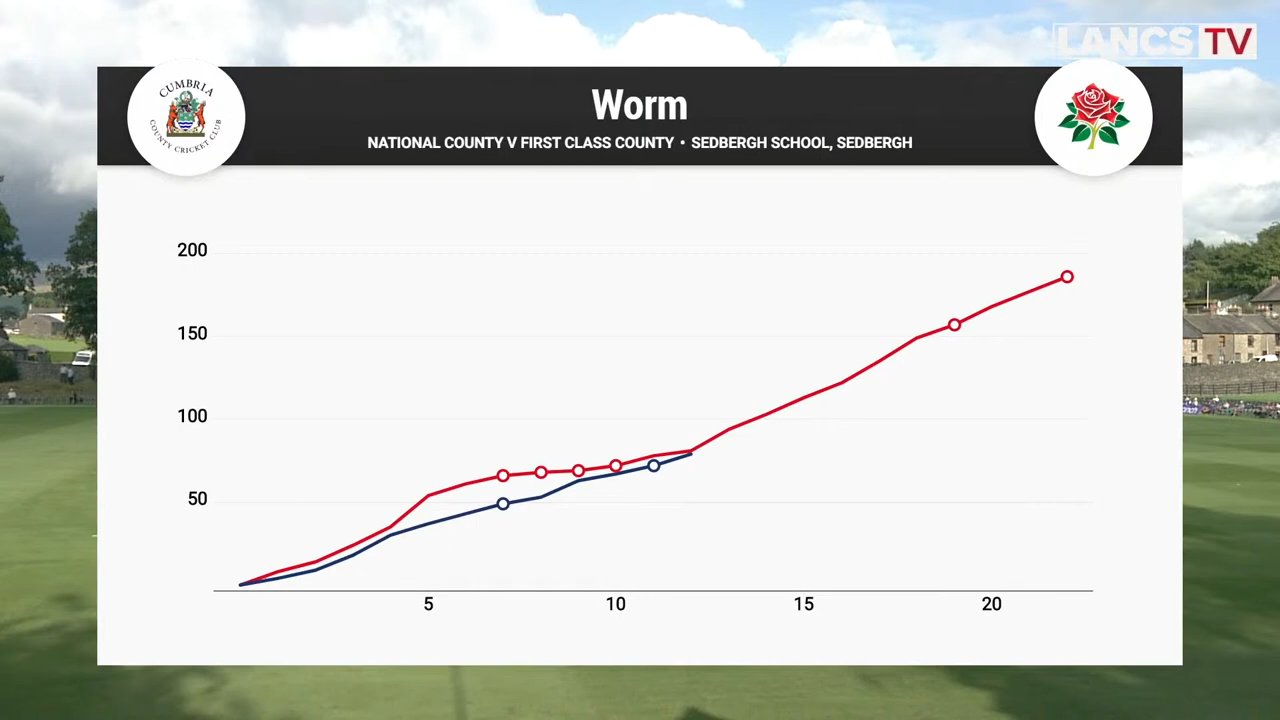 LANCS TV
CUMBRIA
COUNTY CRICKET CLUB
Worm
NATIONAL COUNTY V FIRST CLASS COUNTY • SEDBERGH SCHOOL, SEDBERGH
200
150
100
50
5 10 15 20